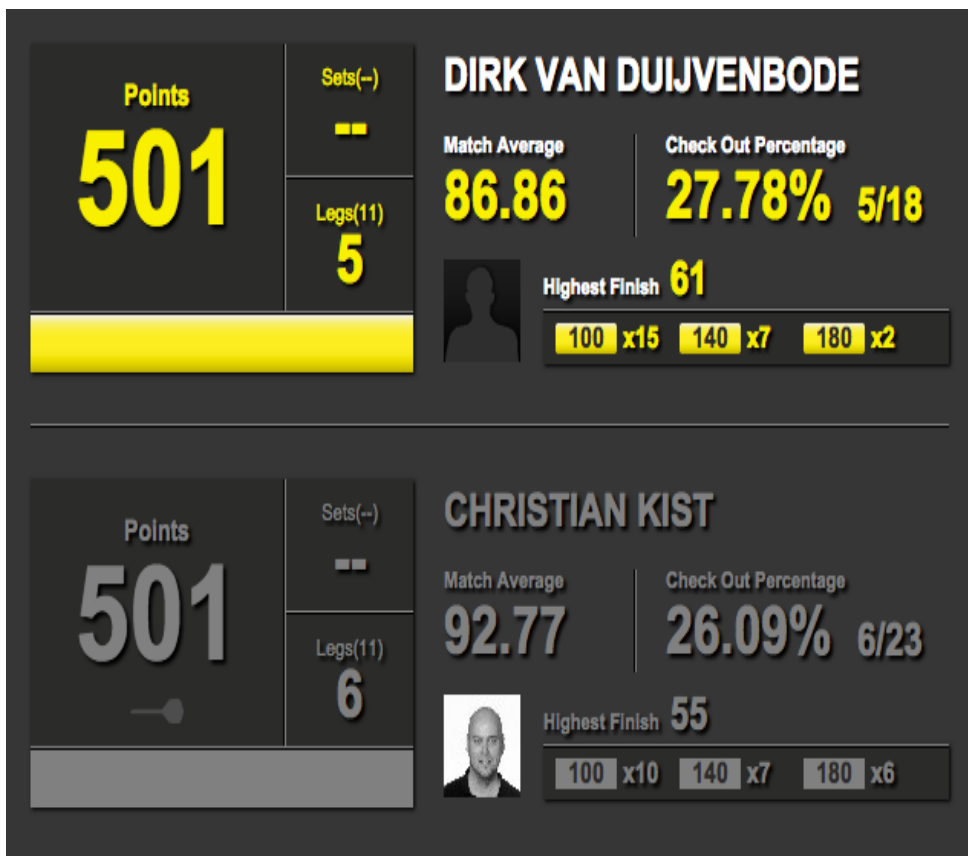 Points
501
Sets(--)
--
Legs(11)
5
DIRK VAN DUIJVENBODE
Match Average
86.86
Check Out Percentage
27.78% 5/18
Highest Finish 61
100 x15 140 x7 180 x2
Points
501
Sets(--)
--
Legs(11)
6
CHRISTIAN KIST
Match Average
92.77
Check Out Percentage
26.09% 6/23
Highest Finish 55
100 x10 140 x7 180 x6